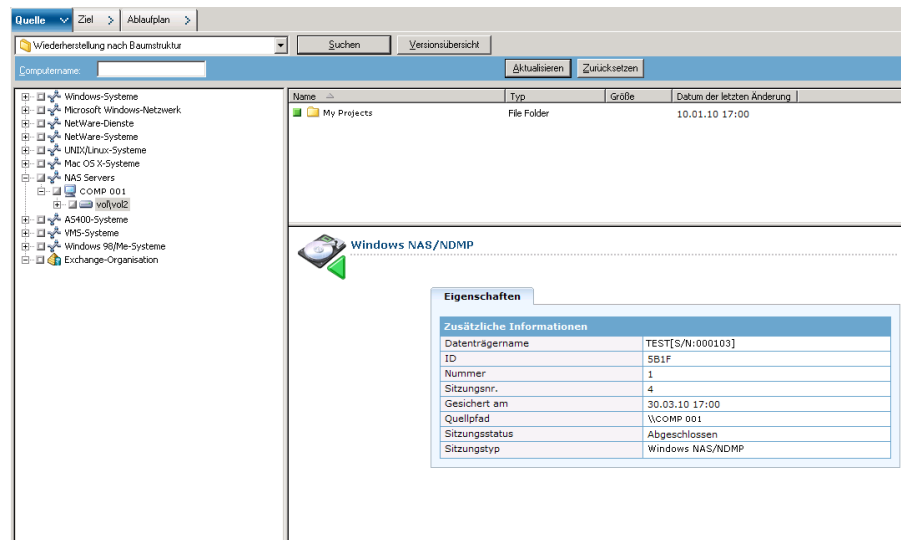 Quelle Ziel Ablaufplan
Wiederherstellung nach Baumstruktur Suchen Versionsübersicht
Computername: Aktualisieren Zurücksetzen
Windows-Systeme
Microsoft Windows-Netzwerk
NetWare-Dienste
NetWare-Systeme
UNIX/Linux-Systeme
Mac OS X-Systeme
NAS Servers
COMP 001
vol\vol2
AS400-Systeme
VMS-Systeme
Windows 98/Me-Systeme
Exchange-Organisation
Name Typ Größe Datum der letzten Änderung
My Projects File Folder 10.01.10 17:00
Windows NAS/NDMP
Eigenschaften
Zusätzliche Informationen
Datenträgername TEST[S/N:000103]
ID 5B1F
Nummer 1
Sitzungsnr. 4
Gesichert am 30.03.10 17:00
Quellpfad \\COMP 001
Sitzungsstatus Abgeschlossen
Sitzungstyp Windows NAS/NDMP